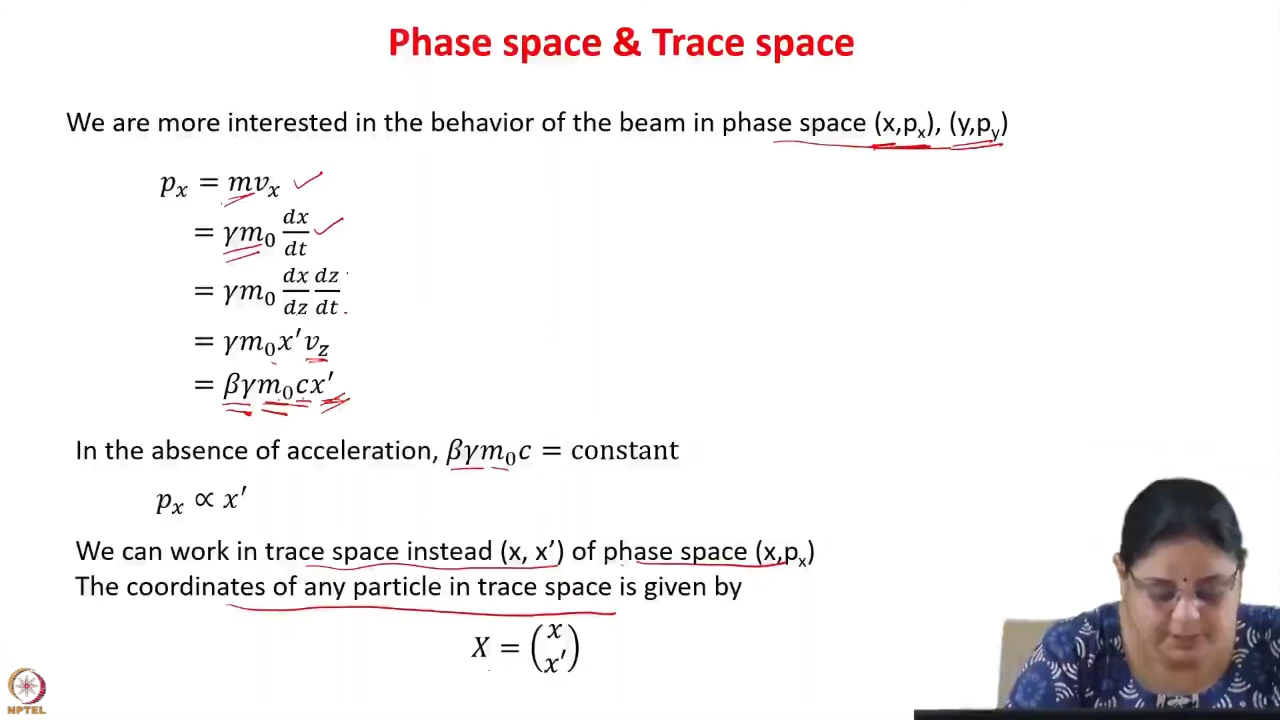 Phase space & Trace space
We are more interested in the behavior of the beam in phase space (x,pₓ), (y,pᵧ)
pₓ = mvₓ
= γm₀ dx/dt
= γm₀ dx/dz dz/dt
= γm₀x′v_z
= βγm₀cx′
In the absence of acceleration, βγm₀c = constant
pₓ ∝ x′
We can work in trace space instead (x, x’) of phase space (x,pₓ)
The coordinates of any particle in trace space is given by
X = (x x′)
NPTEL